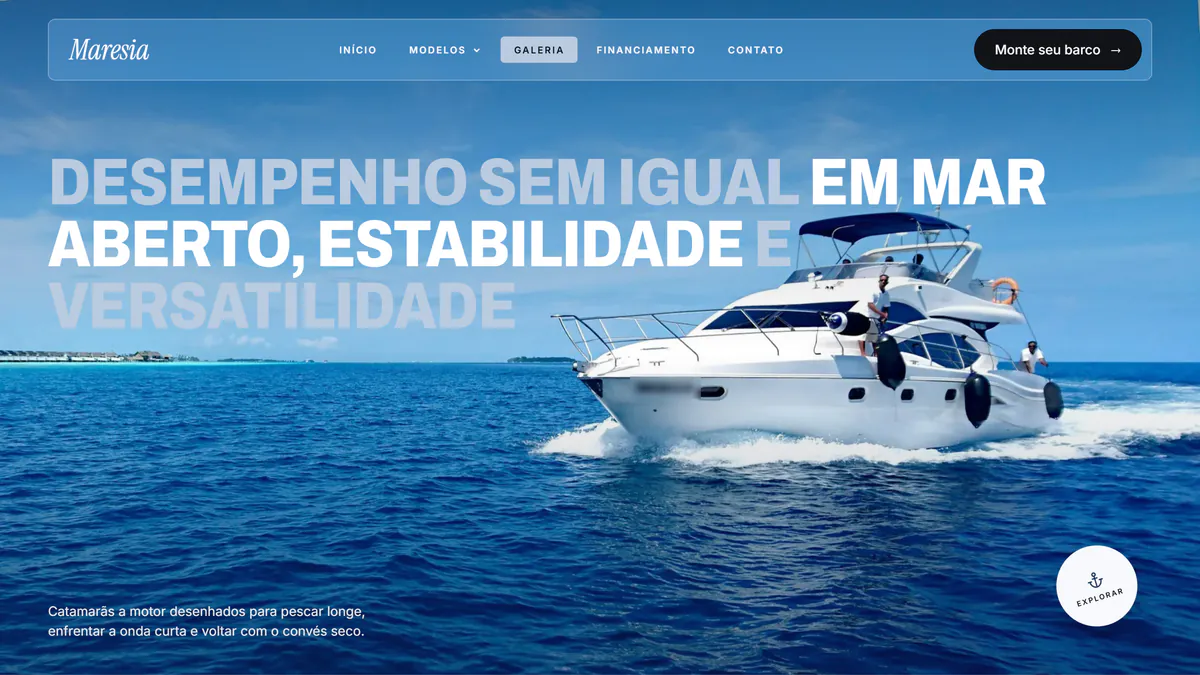 Maresia
INÍCIO
MODELOS
GALERIA
FINANCIAMENTO
CONTATO
Monte seu barco →
DESEMPENHO SEM IGUAL EM MAR
ABERTO, ESTABILIDADE E
VERSATILIDADE
Catamarãs a motor desenhados para pescar longe,
enfrentar a onda curta e voltar com o convés seco.
EXPLORAR